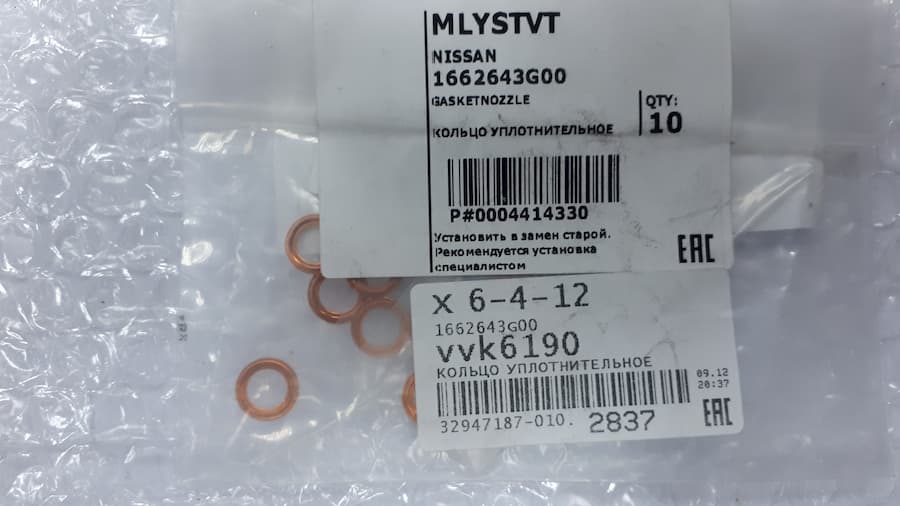 MLYSTVT
NISSAN
1662643G00
GASKETNOZZLE
QTY:
10
КОЛЬЦО УПЛОТНИТЕЛЬНОЕ
P#0004414330
Установить в замен старой.
Рекомендуется установка
специалистом
EAC
x 6-4-12
1662643G00
vvk6190
КОЛЬЦО УПЛОТНИТЕЛЬНОЕ
09.12
20:37
32947187-010. 2837
EAC